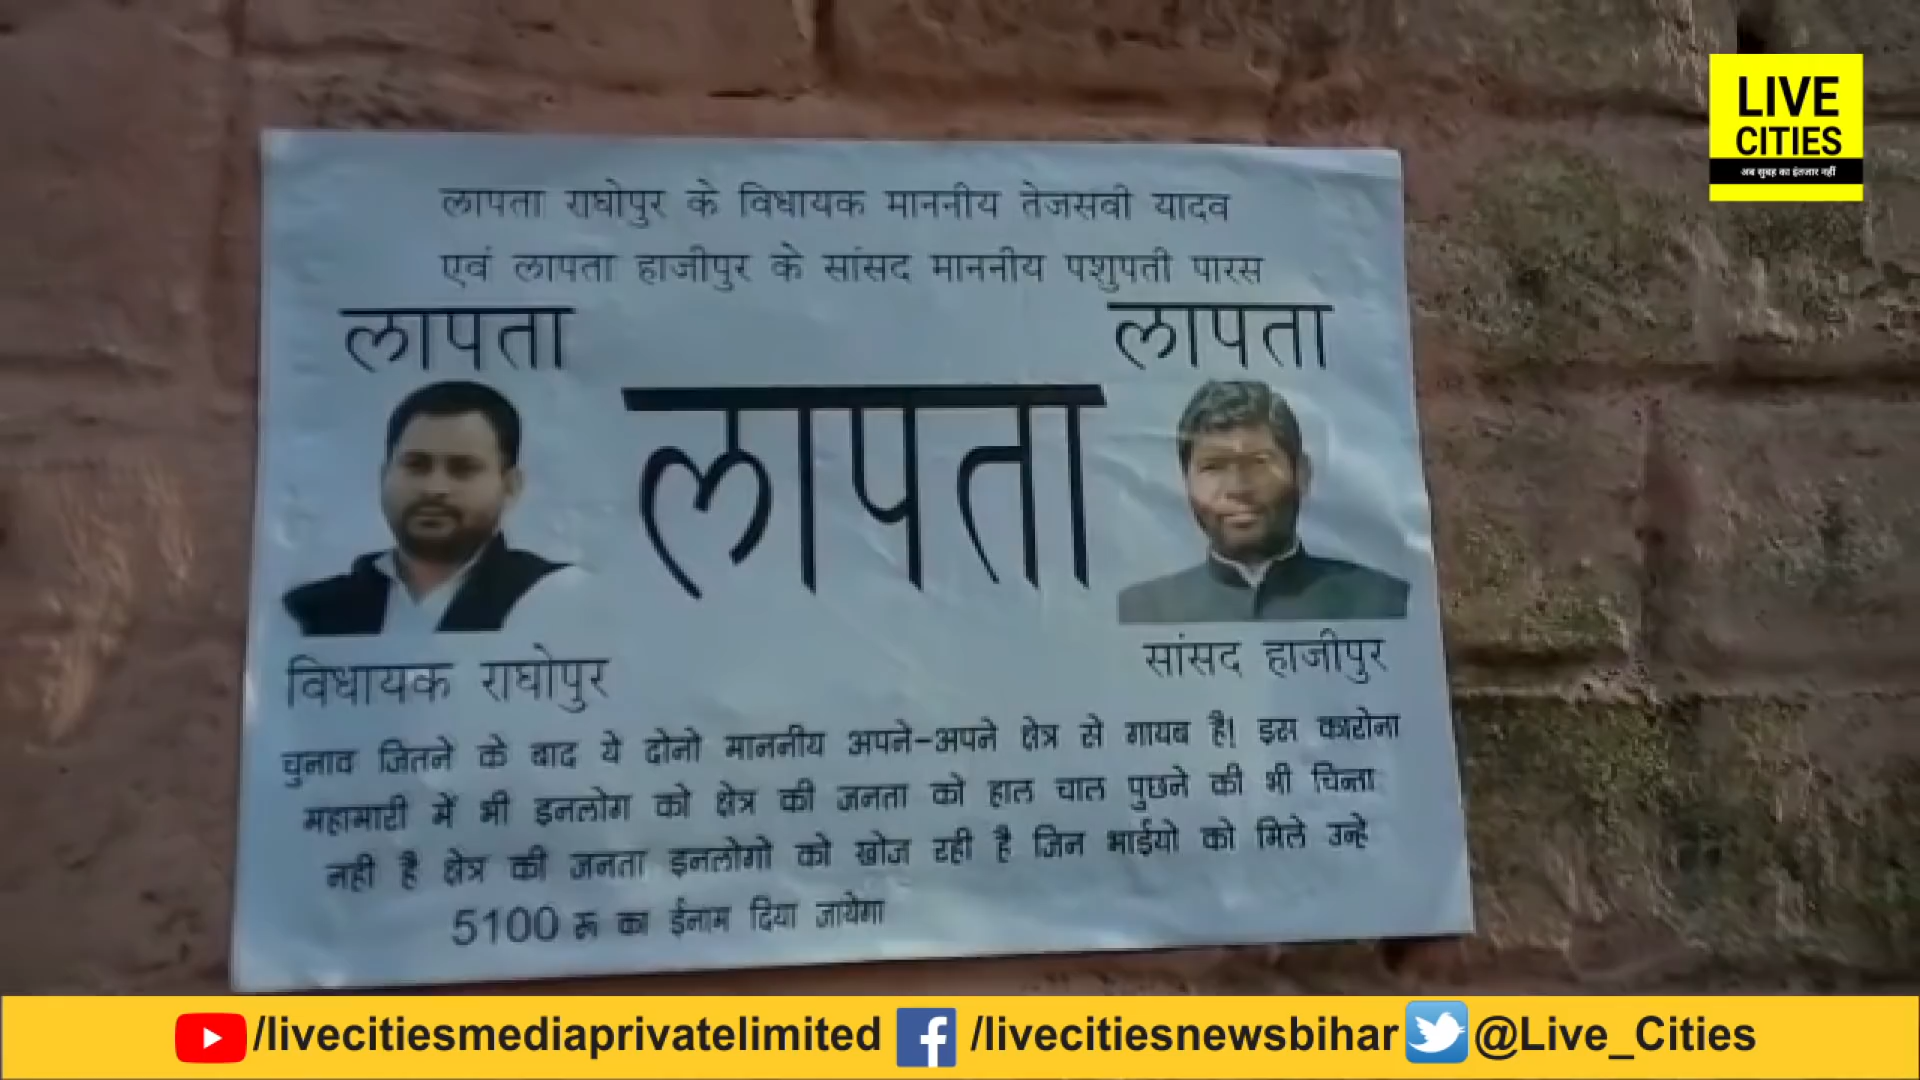 LIVE
CITIES
अब सुबह का इंतजार नहीं
लापता राघोपुर के विधायक माननीय तेजसवी यादव
एवं लापता हाजीपुर के सांसद माननीय पशुपती पारस
लापता
लापता
लापता
विधायक राघोपुर
सांसद हाजीपुर
चुनाव जितने के बाद ये दोनो माननीय अपने-अपने क्षेत्र से गायब है! इस कारोना
महामारी में भी इनलोग को क्षेत्र की जनता को हाल चाल पुछने की भी चिन्ता
नही है क्षेत्र की जनता इनलोगो को खोज रही है जिन भाईयो को मिले उन्हे
5100 रू का ईनाम दिया जायेगा
/livecitiesmediaprivatelimited /livecitiesnewsbihar @Live_Cities